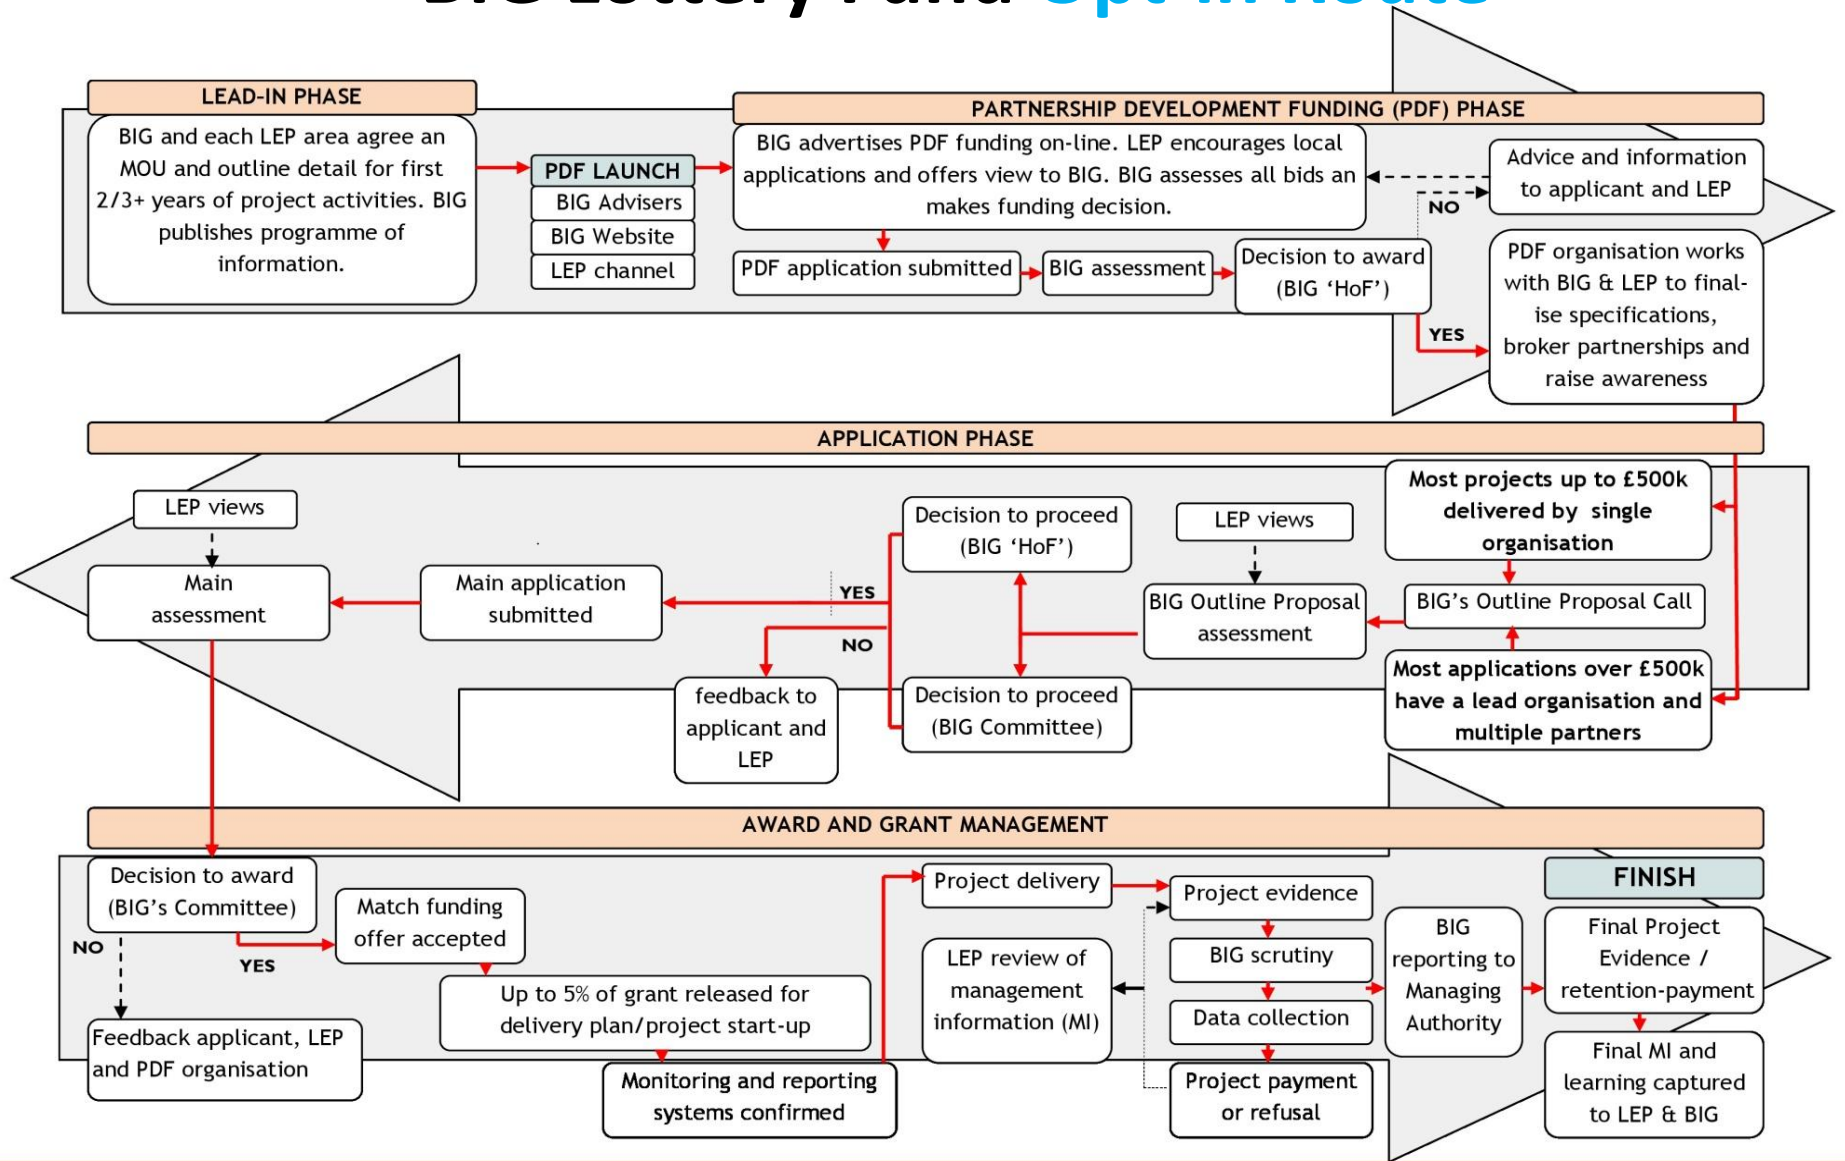 LEAD-IN PHASE
BIG and each LEP area agree an
MOU and outline detail for first
2/3+ years of project activities. BIG
publishes programme of
information.
PDF LAUNCH
BIG Advisers
BIG Website
LEP channel
PARTNERSHIP DEVELOPMENT FUNDING (PDF) PHASE
BIG advertises PDF funding on-line. LEP encourages local
applications and offers view to BIG. BIG assesses all bids an
makes funding decision.
PDF application submitted
BIG assessment
Decision to award
(BIG ‘HoF’)
NO
Advice and information
to applicant and LEP
YES
PDF organisation works
with BIG & LEP to final-
ise specifications,
broker partnerships and
raise awareness
APPLICATION PHASE
Most projects up to £500k
delivered by single
organisation
BIG’s Outline Proposal Call
Most applications over £500k
have a lead organisation and
multiple partners
LEP views
BIG Outline Proposal
assessment
Decision to proceed
(BIG ‘HoF’)
Decision to proceed
(BIG Committee)
YES
NO
feedback to
applicant and
LEP
Main application
submitted
LEP views
Main
assessment
AWARD AND GRANT MANAGEMENT
Decision to award
(BIG’s Committee)
NO
YES
Feedback applicant, LEP
and PDF organisation
Match funding
offer accepted
Up to 5% of grant released for
delivery plan/project start-up
Monitoring and reporting
systems confirmed
Project delivery
LEP review of
management
information (MI)
Project evidence
BIG scrutiny
Data collection
Project payment
or refusal
BIG
reporting to
Managing
Authority
FINISH
Final Project
Evidence /
retention-payment
Final MI and
learning captured
to LEP & BIG